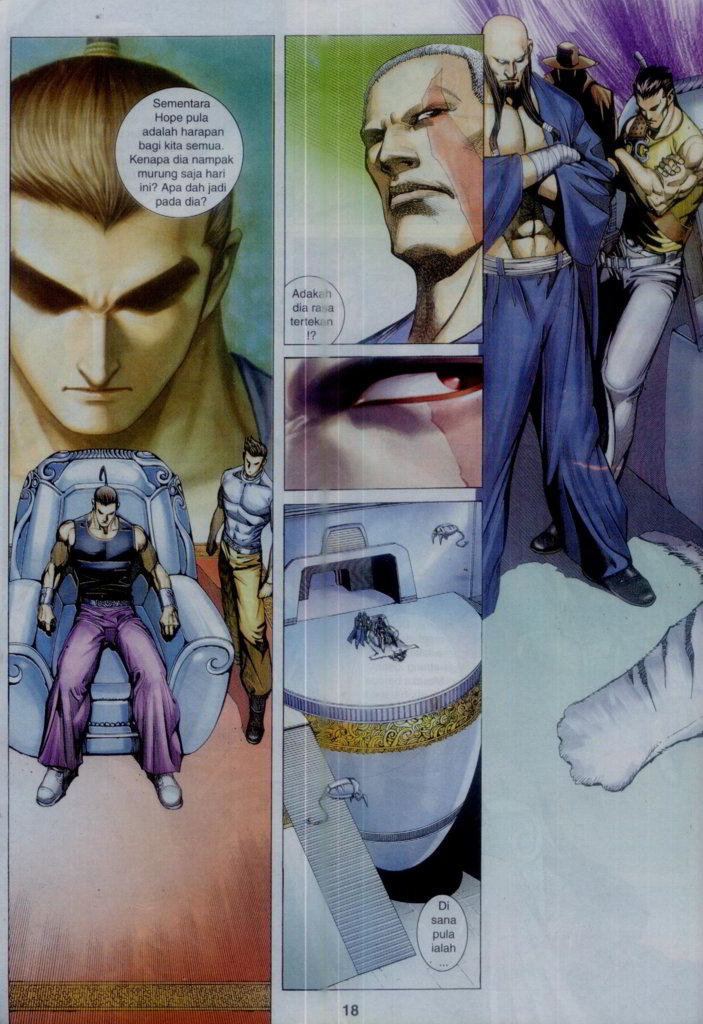 Sementara
Hope pula
adalah harapan
bagi kita semua.
Kenapa dia nampak
murung saja hari
ini? Apa dah jadi
pada dia?
Adakah
dia rasa
tertekan
!?
Di
sana
pula
ialah
...
18